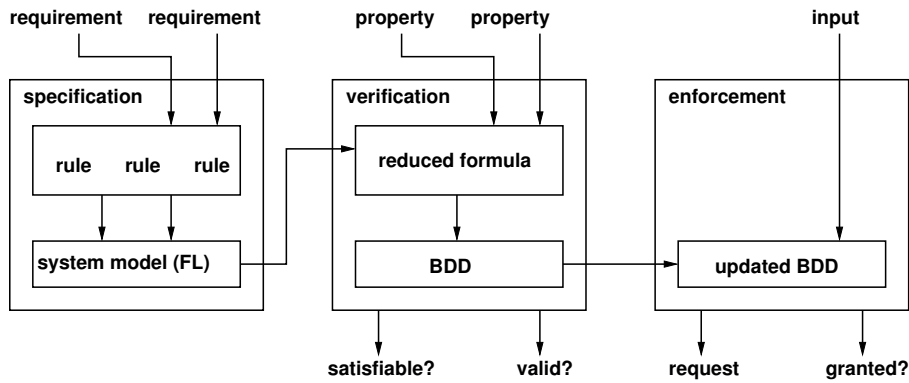 requirement requirement property property input
specification verification enforcement
rule rule rule reduced formula
system model (FL) BDD updated BDD
satisfiable? valid? request granted?